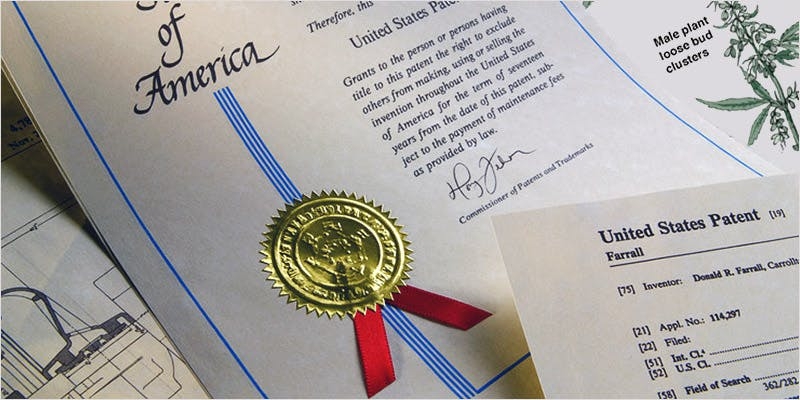 of
America
Therefore, this
United States Patent
Grants to the person or persons having
title to this patent the right to exclude
others from making, using or selling the
invention throughout the United States
of America for the term of seventeen
years from the date of this patent, sub-
ject to the payment of maintenance fees
as provided by law.
Commissioner of Patents and Trademarks
Male plant
loose bud
clusters
United States Patent [19]
Farrall
[75] Inventor: Donald R. Farrall,
[21] Appl. No.: 114,297
[22] Filed:
[51] Int. Cl.⁴
[52] U.S. Cl.
[58] Field of Search 362/282